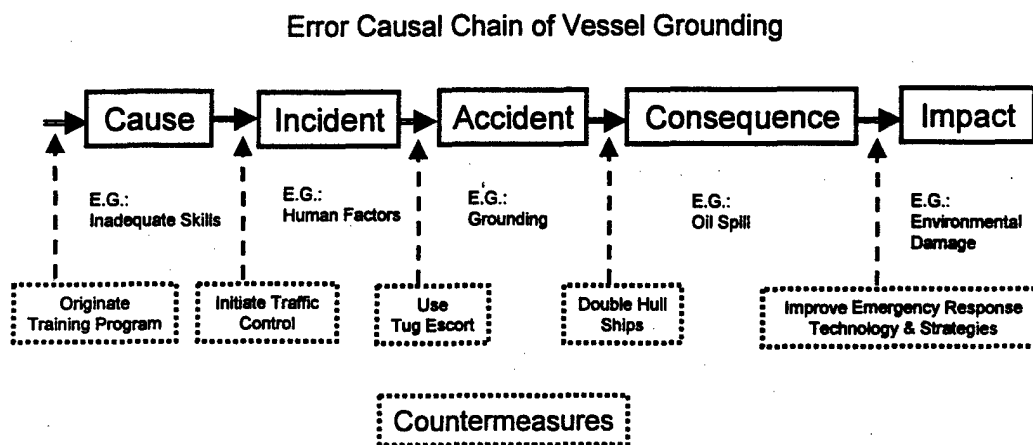 Error Causal Chain of Vessel Grounding
Cause
Incident
Accident
Consequence
Impact
E.G.:
Inadequate Skills
E.G.:
Human Factors
E.G.:
Grounding
E.G.:
Oil Spill
E.G.:
Environmental
Damage
Originate
Training Program
Initiate Traffic
Control
Use
Tug Escort
Double Hull
Ships
Improve Emergency Response
Technology & Strategies
Countermeasures